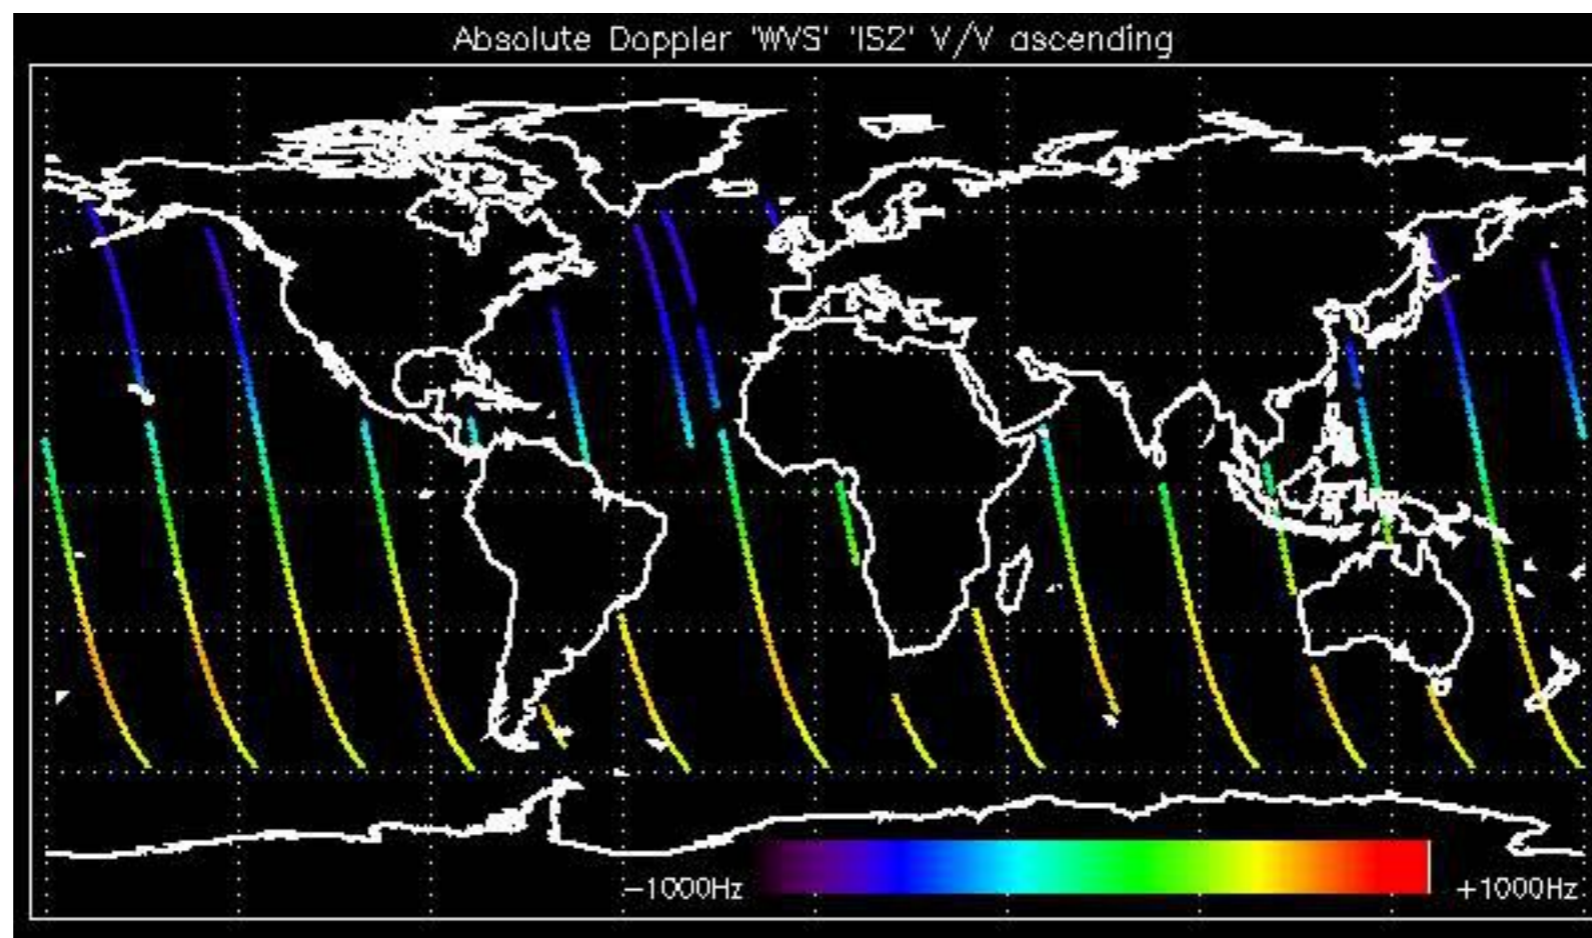 Absolute Doppler 'WVS' 'IS2' V/V ascending
-1000Hz
+1000Hz